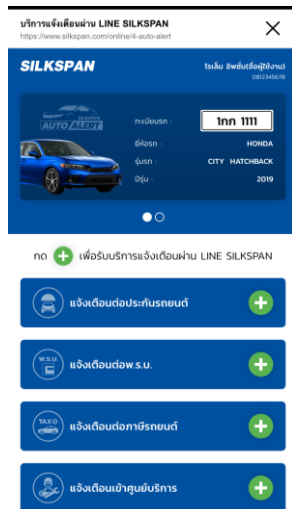 บริการแจ้งเตือนผ่าน LINE SILKSPAN
https://www.silkspan.com/online/4-auto-alert
SILKSPAN
โรเล็ม อิพซั่ม(ชื่อผู้ใช้งาน)
0812345678
SILKSPAN
AUTO ALERT
ทะเบียนรถ : 1กก 1111
ยี่ห้อรถ : HONDA
รุ่นรถ : CITY HATCHBACK
ปีรุ่น : 2019
กด + เพื่อรับบริการแจ้งเตือนผ่าน LINE SILKSPAN
แจ้งเตือนต่อประกันรถยนต์
พ.ร.บ. แจ้งเตือนต่อพ.ร.บ.
TAX แจ้งเตือนต่อภาษีรถยนต์
แจ้งเตือนเข้าศูนย์บริการ